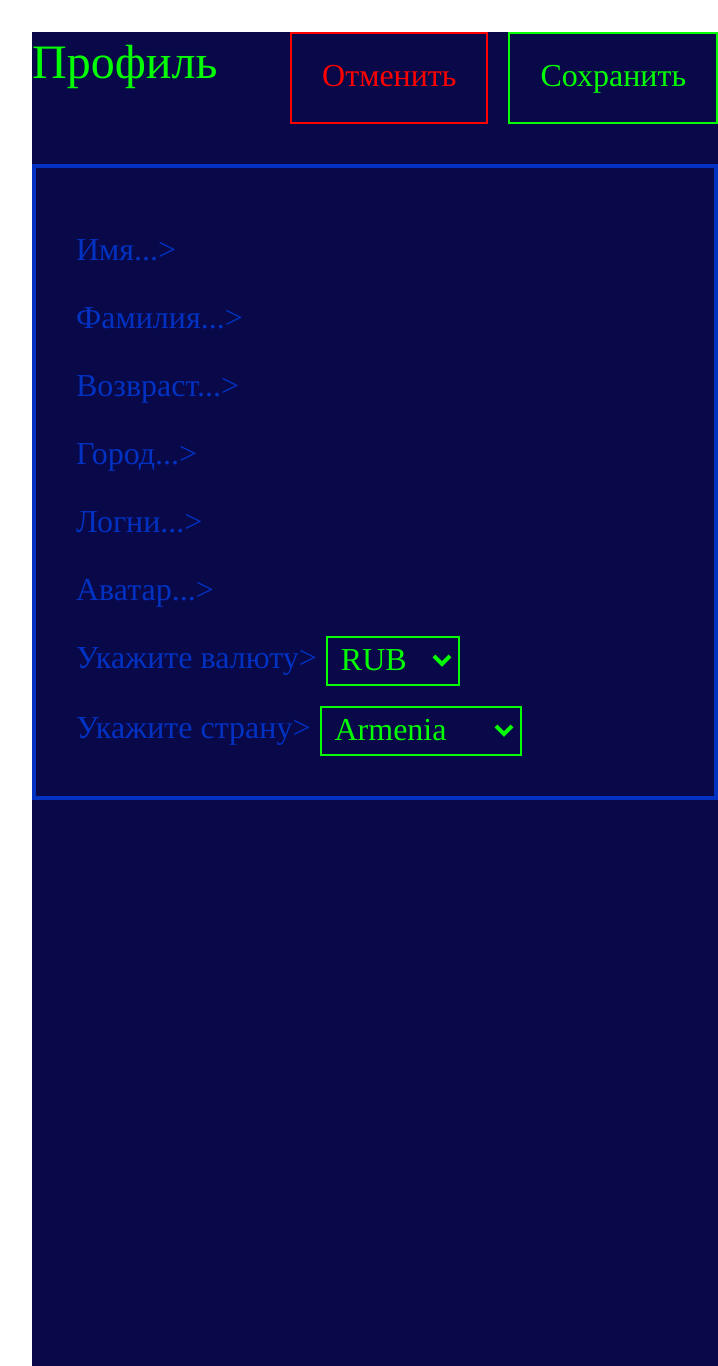 Профиль Отменить Сохранить
Имя...>
Фамилия...>
Возвраст...>
Город...>
Логни...>
Аватар...>
Укажите валюту> RUB
Укажите страну> Armenia